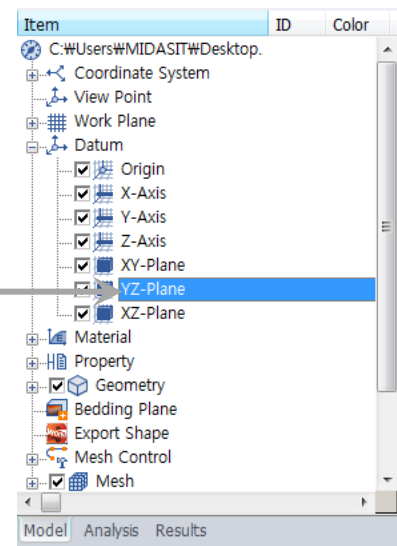 Item ID Color
C:₩Users₩MIDASIT₩Desktop.
Coordinate System
View Point
Work Plane
Datum
Origin
X-Axis
Y-Axis
Z-Axis
XY-Plane
YZ-Plane
XZ-Plane
Material
Property
Geometry
Bedding Plane
Export Shape
Mesh Control
Mesh
Model Analysis Results